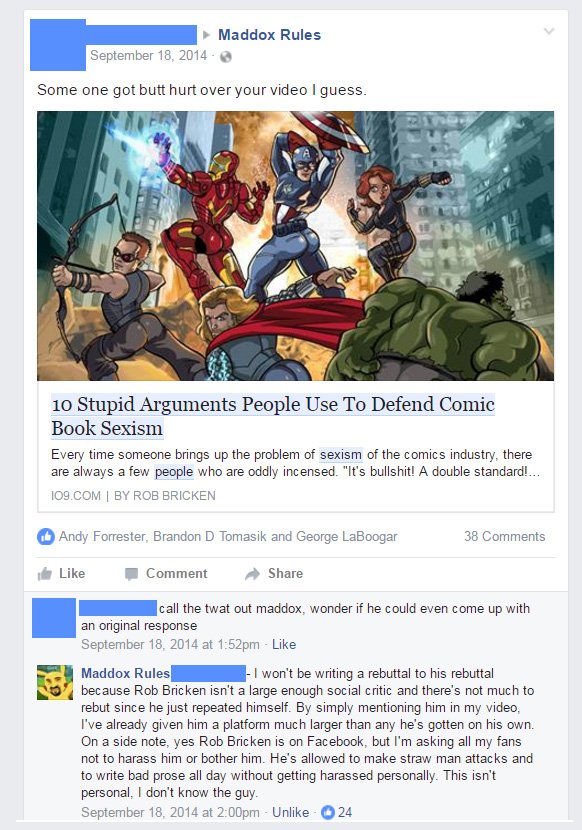 Maddox Rules
September 18, 2014 ·
Some one got butt hurt over your video I guess.
10 Stupid Arguments People Use To Defend Comic
Book Sexism
Every time someone brings up the problem of sexism of the comics industry, there
are always a few people who are oddly incensed. "It's bullshit! A double standard!...
IO9.COM | BY ROB BRICKEN
Andy Forrester, Brandon D Tomasik and George LaBoogar 38 Comments
Like Comment Share
call the twat out maddox, wonder if he could even come up with
an original response
September 18, 2014 at 1:52pm · Like
Maddox Rules - I won't be writing a rebuttal to his rebuttal
because Rob Bricken isn't a large enough social critic and there's not much to
rebut since he just repeated himself. By simply mentioning him in my video,
I've already given him a platform much larger than any he's gotten on his own.
On a side note, yes Rob Bricken is on Facebook, but I'm asking all my fans
not to harass him or bother him. He's allowed to make straw man attacks and
to write bad prose all day without getting harassed personally. This isn't
personal, I don't know the guy.
September 18, 2014 at 2:00pm · Unlike · 24